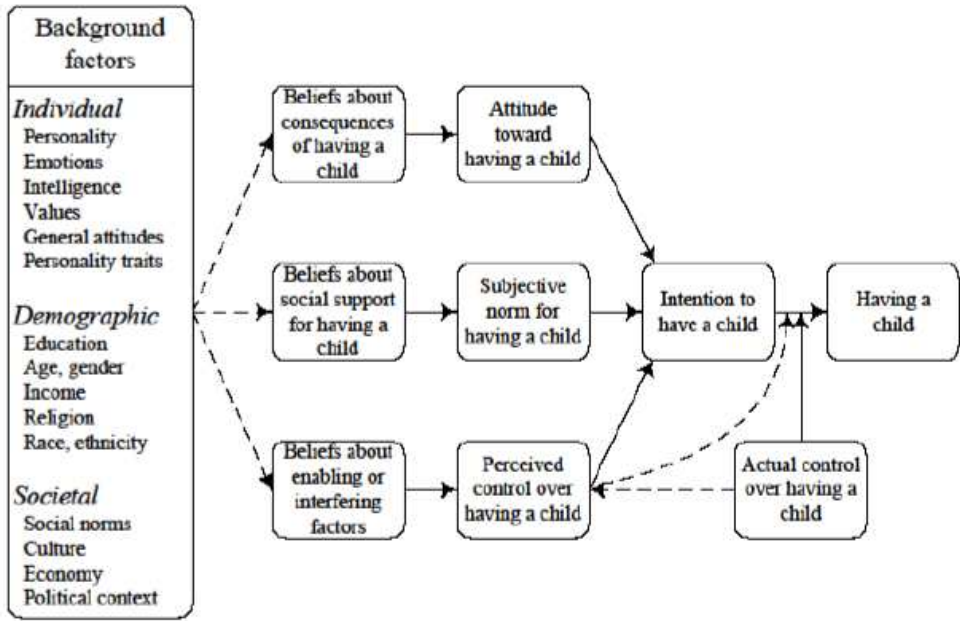 Background
factors
Individual
Personality
Emotions
Intelligence
Values
General attitudes
Personality traits
Demographic
Education
Age, gender
Income
Religion
Race, ethnicity
Societal
Social norms
Culture
Economy
Political context
Beliefs about
consequences
of having a
child
Attitude
toward
having a child
Beliefs about
social support
for having a
child
Subjective
norm for
having a child
Intention to
have a child
Having a
child
Beliefs about
enabling or
interfering
factors
Perceived
control over
having a child
Actual control
over having a
child